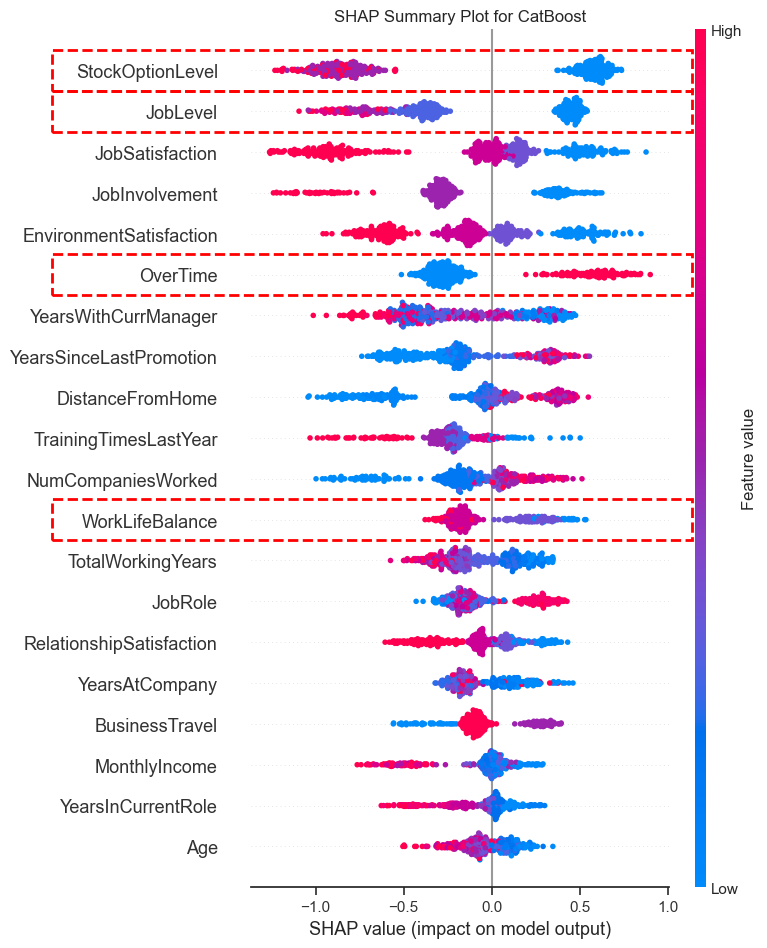 SHAP Summary Plot for CatBoost
High
StockOptionLevel
JobLevel
JobSatisfaction
JobInvolvement
EnvironmentSatisfaction
OverTime
YearsWithCurrManager
YearsSinceLastPromotion
DistanceFromHome
TrainingTimesLastYear
NumCompaniesWorked
WorkLifeBalance
TotalWorkingYears
JobRole
RelationshipSatisfaction
YearsAtCompany
BusinessTravel
MonthlyIncome
YearsInCurrentRole
Age
Feature value
Low
−1.0 −0.5 0.0 0.5 1.0
SHAP value (impact on model output)